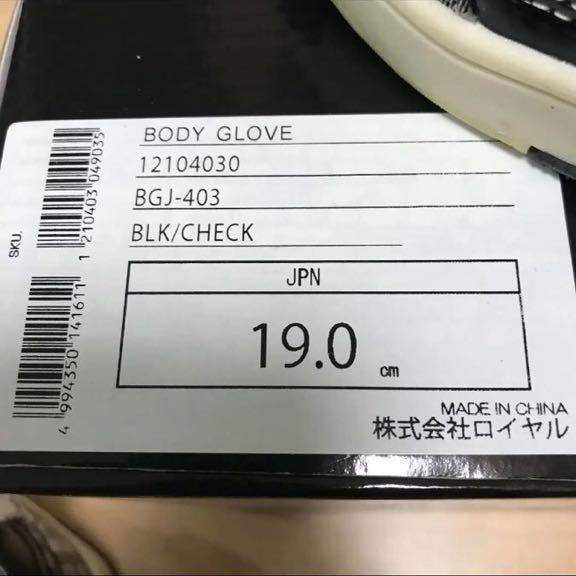 BODY GLOVE
12104030
BGJ-403
BLK/CHECK
JPN
19.0 cm
MADE IN CHINA
株式会社ロイヤル
SKU.
1 210403 049035
4 994350 141611